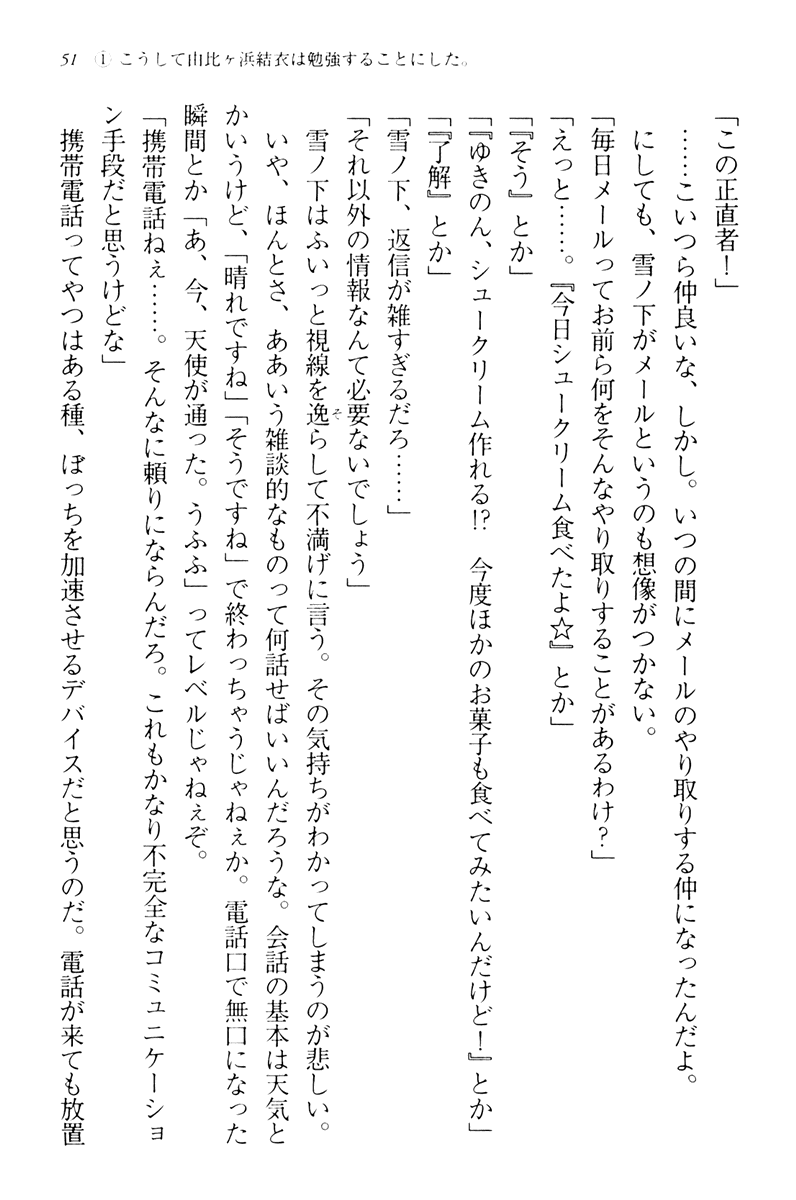 51　①こうして由比ヶ浜結衣は勉強することにした。
「この正直者！」
……こいつら仲良いな、しかし。いつの間にメールのやり取りする仲になったんだよ。
にしても、雪ノ下がメールというのも想像がつかない。
「毎日メールってお前ら何をそんなやり取りすることがあるわけ？」
「えっと……。『今日シュークリーム食べたよ☆』とか」
「『そう』とか」
「『ゆきのん、シュークリーム作れる!?　今度ほかのお菓子も食べてみたいんだけど！』とか」
「『了解』とか」
「雪ノ下、返信が雑すぎるだろ……」
「それ以外の情報なんて必要ないでしょう」
雪ノ下はふいっと視線を逸らして不満げに言う。その気持ちがわかってしまうのが悲しい。
いや、ほんとさ、ああいう雑談的なものって何話せばいいんだろうな。会話の基本は天気と
かいうけど、「晴れですね」「そうですね」で終わっちゃうじゃねぇか。電話口で無口になった
瞬間とか「あ、今、天使が通った。うふふ」ってレベルじゃねぇぞ。
「携帯電話ねぇ……。そんなに頼りにならんだろ。これもかなり不完全なコミュニケーショ
ン手段だと思うけどな」
携帯電話ってやつはある種、ぼっちを加速させるデバイスだと思うのだ。電話が来ても放置